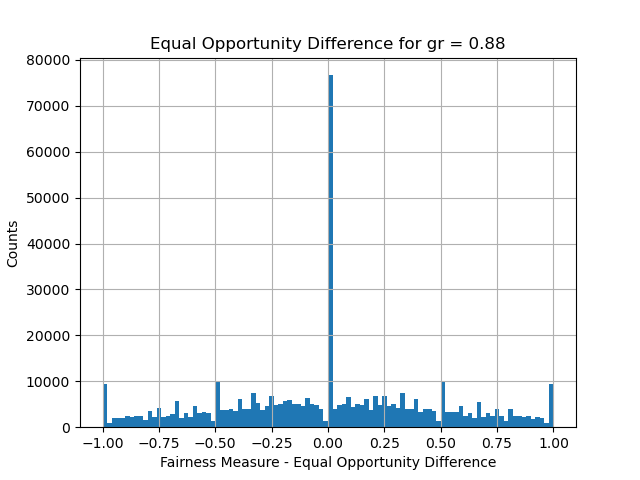 Equal Opportunity Difference for gr = 0.88
80000
70000
60000
50000
40000
30000
20000
10000
0
Counts
−1.00 −0.75 −0.50 −0.25 0.00 0.25 0.50 0.75 1.00
Fairness Measure - Equal Opportunity Difference